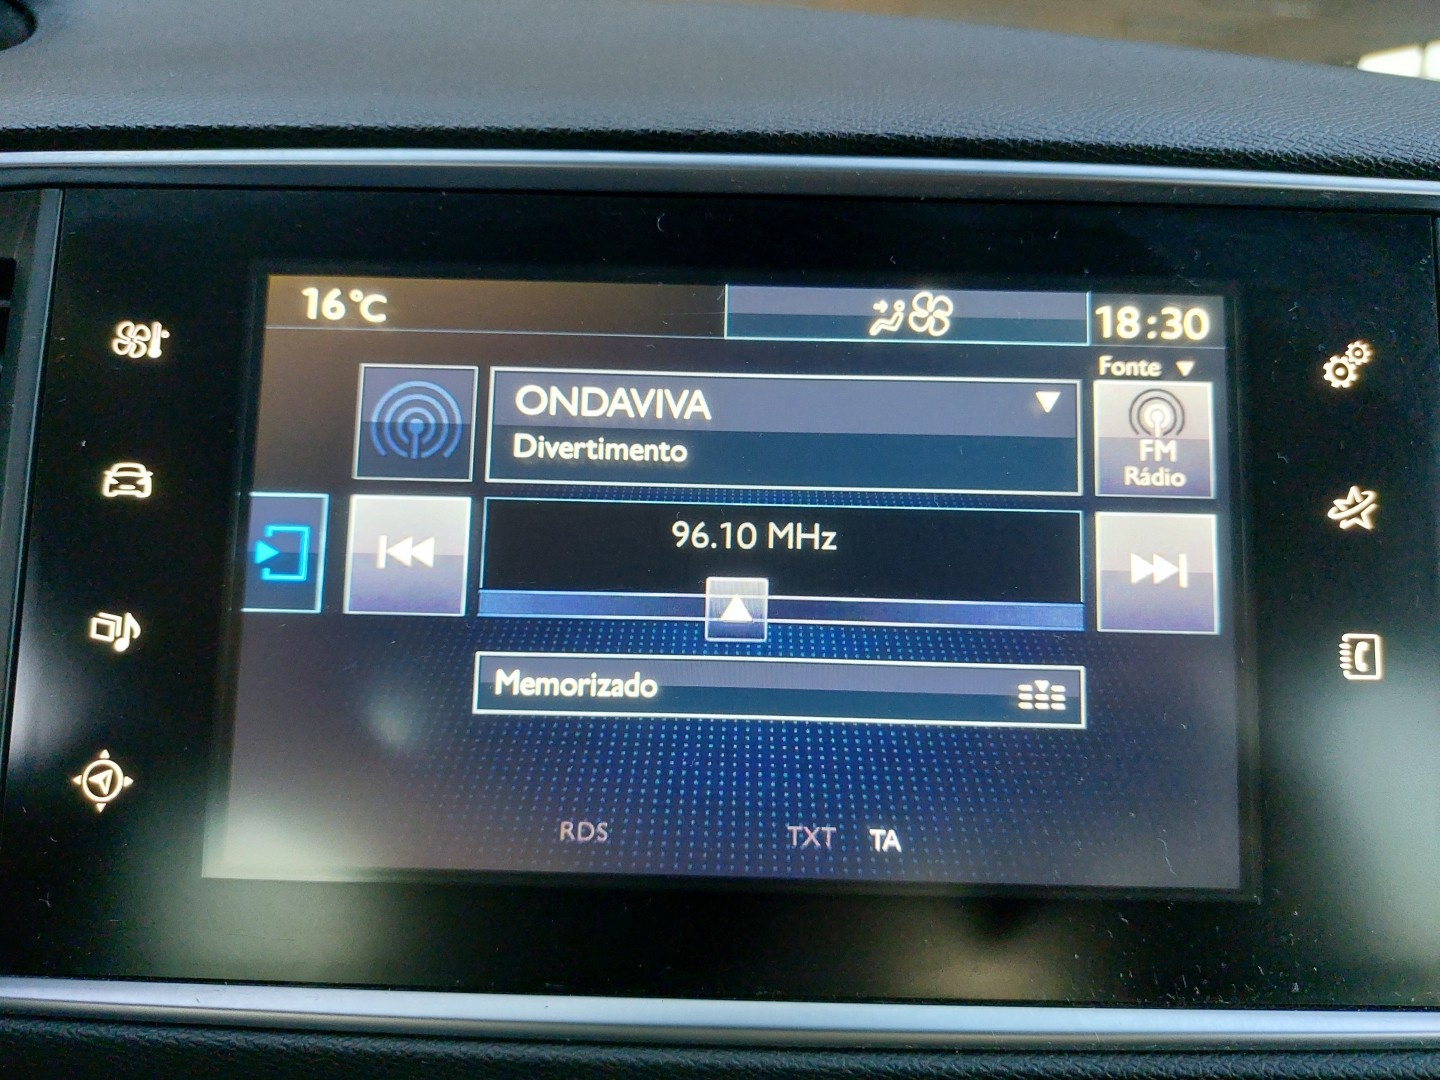 16°C
18:30
Fonte
ONDAVIVA
Divertimento
FM
Rádio
96.10 MHz
Memorizado
RDS TXT TA